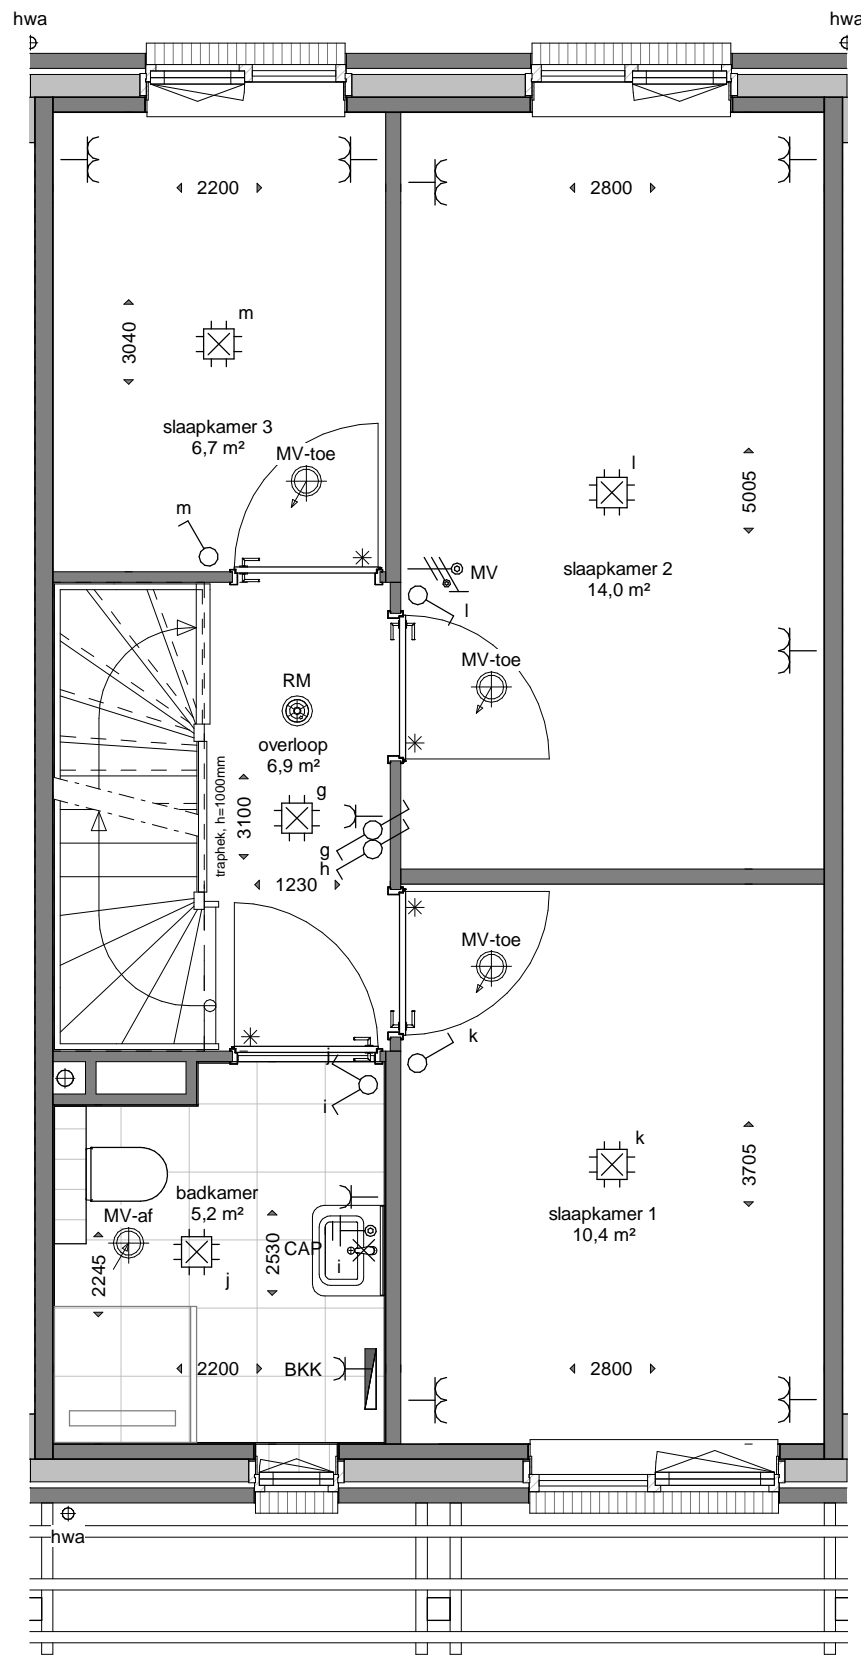 hwa
hwa
2200
2800
m
3040
slaapkamer 3
6,7 m²
MV-toe
l
5005
m
MV
slaapkamer 2
14,0 m²
l
RM
MV-toe
overloop
6,9 m²
g
traphek, h=1000mm
3100
g
h
1230
MV-toe
k
j
i
k
3705
badkamer
5,2 m²
MV-af
slaapkamer 1
10,4 m²
2245
2530
CAP
i
j
2200
BKK
2800
hwa